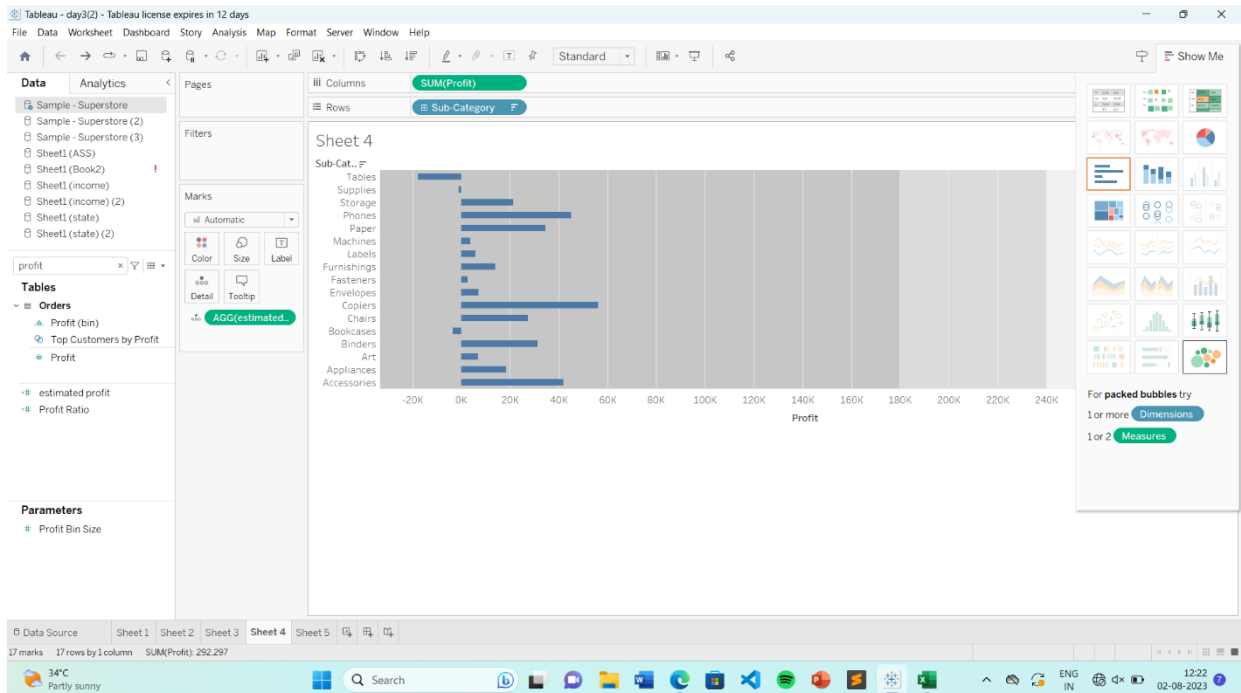 Tableau - day3(2) - Tableau license expires in 12 days
File Data Worksheet Dashboard Story Analysis Map Format Server Window Help
Standard
Show Me
Data Analytics
Sample - Superstore
Sample - Superstore (2)
Sample - Superstore (3)
Sheet1 (ASS)
Sheet1 (Book2) !
Sheet1 (income)
Sheet1 (income) (2)
Sheet1 (state)
Sheet1 (state) (2)
profit
Tables
Orders
Profit (bin)
Top Customers by Profit
Profit
estimated profit
Profit Ratio
Parameters
Profit Bin Size
Pages
Filters
Marks
Automatic
Color Size Label
Detail Tooltip
AGG(estimated..
Columns SUM(Profit)
Rows Sub-Category
Sheet 4
Sub-Cat..
Tables
Supplies
Storage
Phones
Paper
Machines
Labels
Furnishings
Fasteners
Envelopes
Copiers
Chairs
Bookcases
Binders
Art
Appliances
Accessories
-20K 0K 20K 40K 60K 80K 100K 120K 140K 160K 180K 200K 220K 240K
Profit
For packed bubbles try
1 or more Dimensions
1 or 2 Measures
Data Source Sheet 1 Sheet 2 Sheet 3 Sheet 4 Sheet 5
17 marks 17 rows by 1 column SUM(Profit): 292,297
34°C
Partly sunny
Search
ENG
IN
12:22
02-08-2023
7